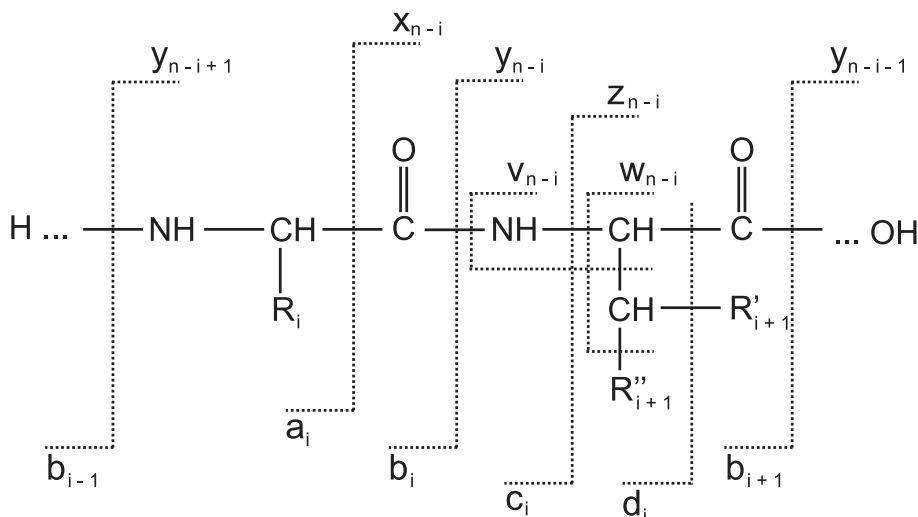 x n-i
y n-i+1 y n-i y n-i-1
z n-i
O O
v n-i w n-i
H ... NH CH C NH CH C ... OH
R i CH R' i+1
R" i+1
a i
b i-1 b i b i+1
c i d i